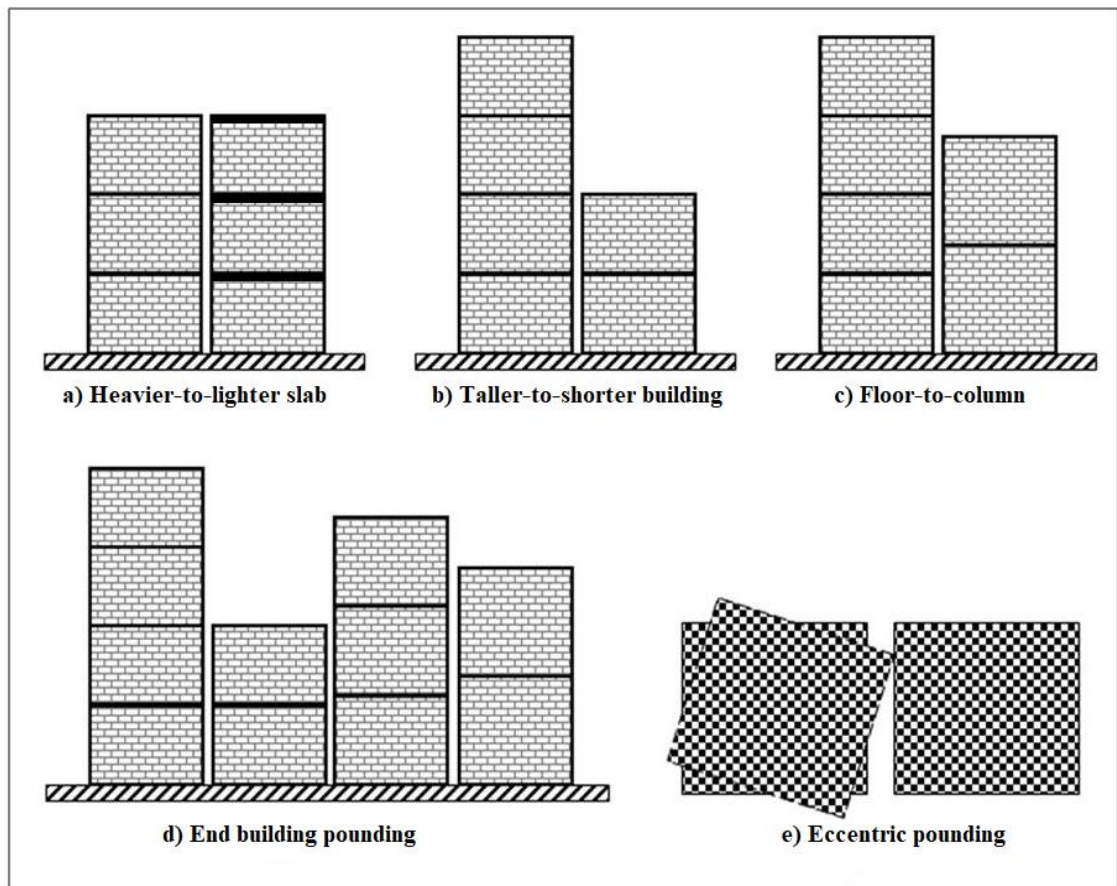 a) Heavier-to-lighter slab
b) Taller-to-shorter building
c) Floor-to-column
d) End building pounding
e) Eccentric pounding